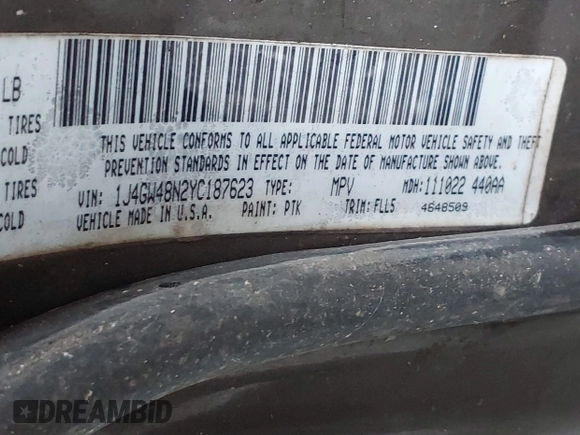 LB
TIRES
COLD
TIRES
COLD
THIS VEHICLE CONFORMS TO ALL APPLICABLE FEDERAL MOTOR VEHICLE SAFETY AND THEFT
PREVENTION STANDARDS IN EFFECT ON THE DATE OF MANUFACTURE SHOWN ABOVE.
VIN: 1J4GW48N2YC187623 TYPE: MPV MDH:111022 440AA
VEHICLE MADE IN U.S.A. PAINT: PTK TRIM:FLL5 4648509
DREAMBID